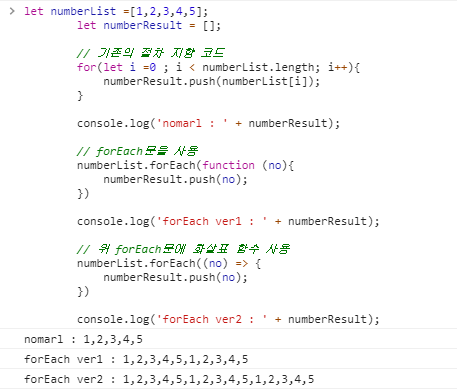 > let numberList =[1,2,3,4,5];
let numberResult = [];
// 기존의 절차 지향 코드
for(let i =0 ; i < numberList.length; i++){
numberResult.push(numberList[i]);
}
console.log('nomarl : ' + numberResult);
// forEach문을 사용
numberList.forEach(function (no){
numberResult.push(no);
})
console.log('forEach ver1 : ' + numberResult);
// 위 forEach문에 화살표 함수 사용
numberList.forEach((no) => {
numberResult.push(no);
})
console.log('forEach ver2 : ' + numberResult);
nomarl : 1,2,3,4,5
forEach ver1 : 1,2,3,4,5,1,2,3,4,5
forEach ver2 : 1,2,3,4,5,1,2,3,4,5,1,2,3,4,5